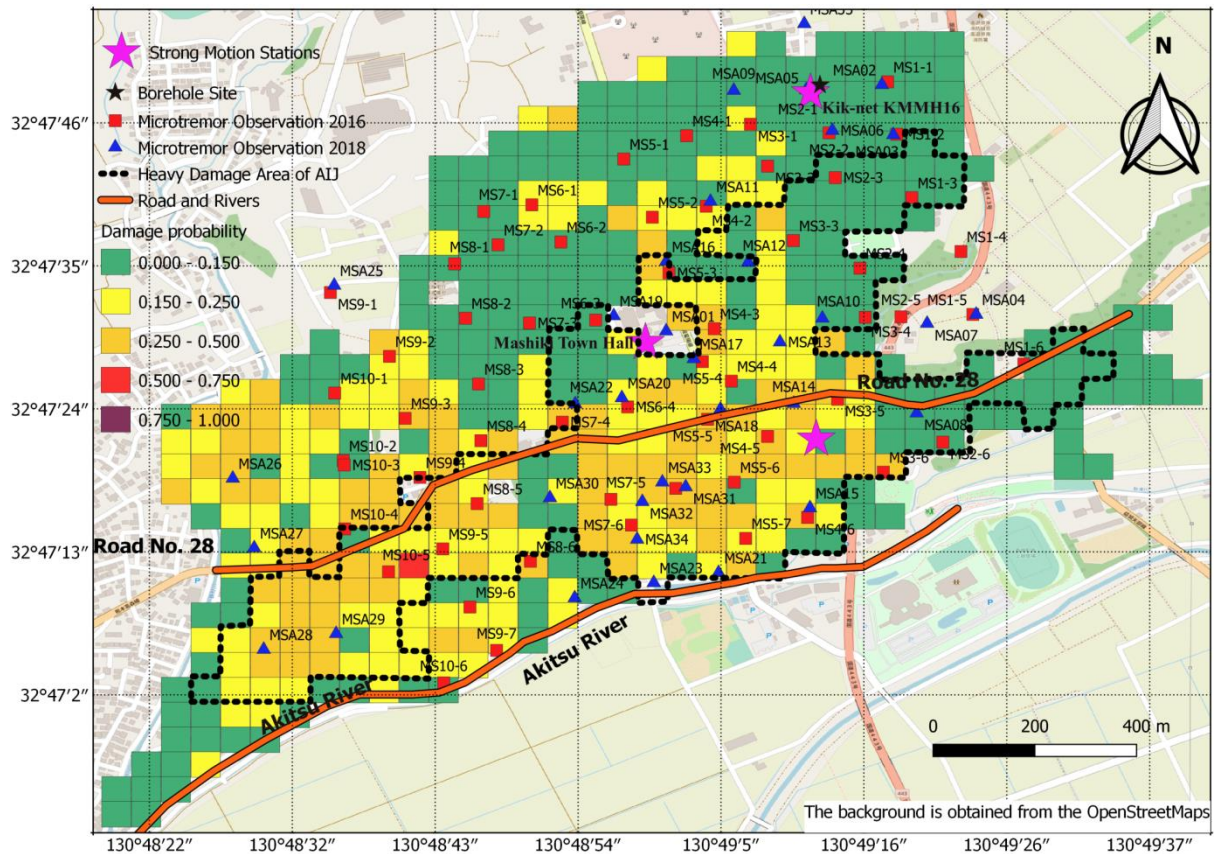 MSA35
Strong Motion Stations
Borehole Site
Microtremor Observation 2016
Microtremor Observation 2018
Heavy Damage Area of AIJ
Road and Rivers
Damage probability
0.000 - 0.150
0.150 - 0.250
0.250 - 0.500
0.500 - 0.750
0.750 - 1.000
N
MSA09
MSA05
MSA02
MS1-1
MS2-1
Kik-net KMMH16
32°47'46"
MS4-1
MS3-1
MSA06
MS1-2
MS2-2
MSA03
MS5-1
MS2-3
MS2-3
MS1-3
MS7-1
MS6-1
MSA11
MS5-2
MS4-2
MS7-2
MS6-2
MS3-3
MS8-1
MSA16
MSA12
MS2-4
MS1-4
32°47'35"
MSA25
MS9-1
MS5-3
MS8-2
MS6-3
MSA19
MSA01
MS4-3
MSA10
MS2-5
MS1-5
MSA04
MS7-3
MS3-4
MSA07
Mashiki Town Hall
MSA17
MSA13
MS9-2
MS1-6
MS10-1
MS8-3
MS5-4
MS4-4
Road No. 28
MSA22
MSA20
MSA14
32°47'24"
MS9-3
MS6-4
MS3-5
MS7-4
MSA18
MSA08
MS8-4
MS5-5
MS4-5
MS10-2
MS2-6
MSA26
MS10-3
MS9-4
MS3-6
MSA33
MS5-6
MSA30
MS7-5
MSA31
MS8-5
MSA32
MSA15
MS10-4
MS7-6
MS5-7
MS4-6
MSA27
MS9-5
MSA34
Road No. 28
32°47'13"
MS10-5
MS8-6
MSA21
MSA23
MSA24
MS9-6
MSA29
MSA28
MS9-7
Akitsu River
MS10-6
32°47'2"
Akitsu River
0 200 400 m
The background is obtained from the OpenStreetMaps
130°48'22" 130°48'32" 130°48'43" 130°48'54" 130°49'5" 130°49'16" 130°49'26" 130°49'37"